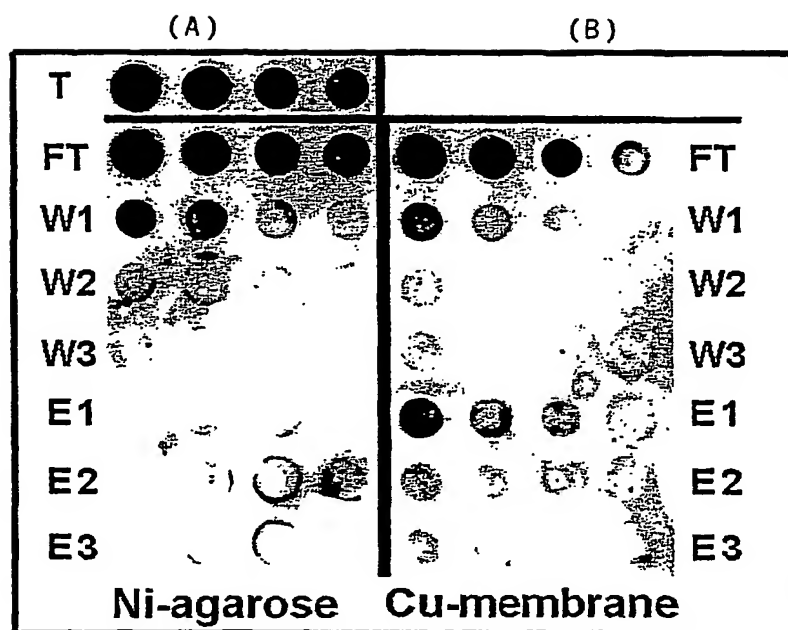 (A) (B)
T
FT FT
W1 W1
W2 W2
W3 W3
E1 E1
E2 E2
E3 E3
Ni-agarose Cu-membrane